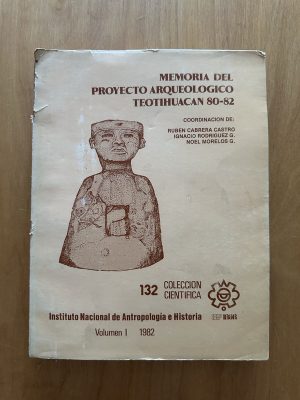 MEMORIA DEL
PROYECTO ARQUEOLOGICO
TEOTIHUACAN 80-82
COORDINACION DE:
RUBEN CABRERA CASTRO
IGNACIO RODRIGUEZ G.
NOEL MORELOS G.
132 COLECCION
CIENTIFICA
Instituto Nacional de Antropología e Historia
Volumen I 1982